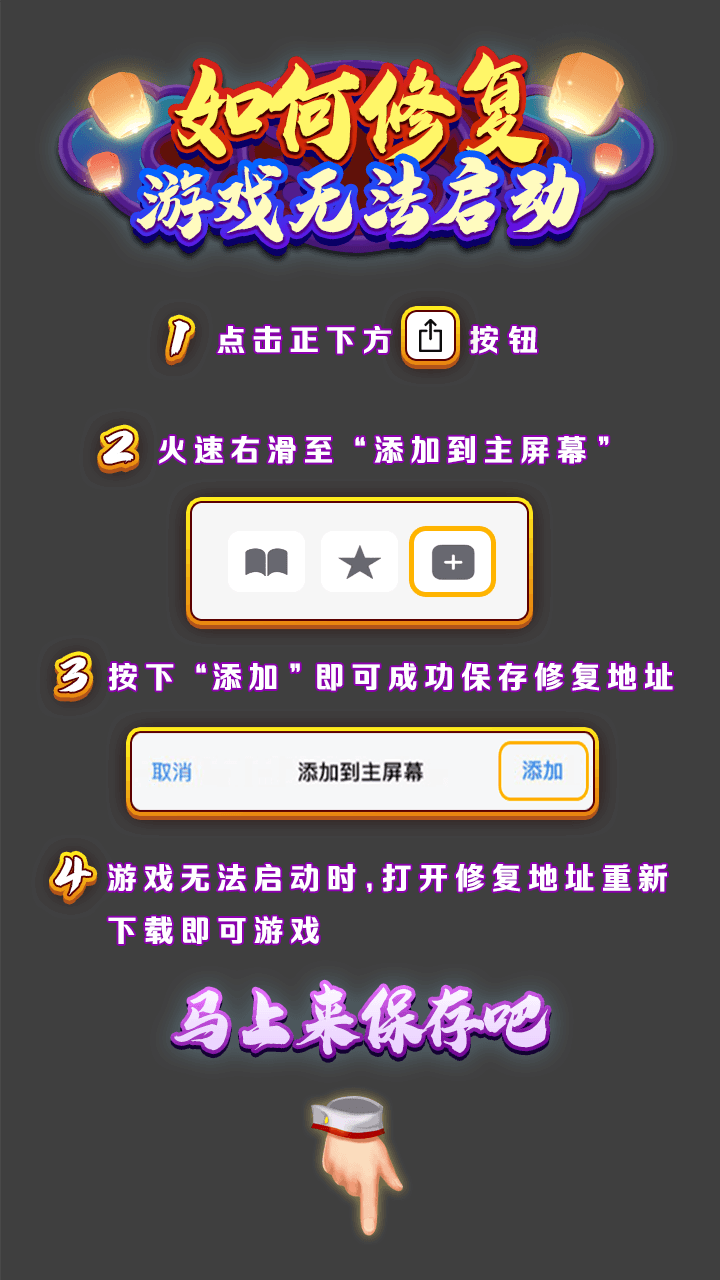 如何修复
游戏无法启动
1 点击正下方 按钮
2 火速右滑至“添加到主屏幕”
3 按下“添加”即可成功保存修复地址
取消 添加到主屏幕 添加
4 游戏无法启动时,打开修复地址重新
下载即可游戏
马上来保存吧